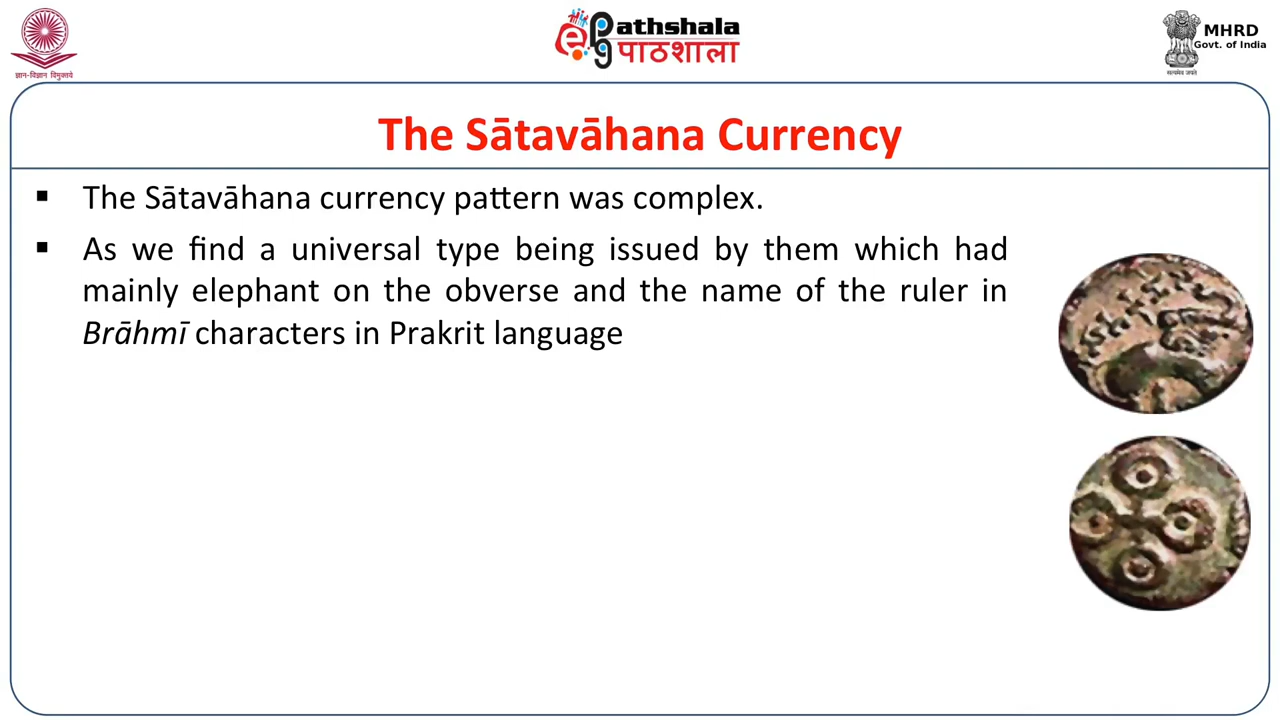 ज्ञान-विज्ञान विमुक्तये
ePg Pathshala
पाठशाला
MHRD
Govt. of India
सत्यमेव जयते
The Sātavāhana Currency
▪ The Sātavāhana currency pattern was complex.
▪ As we find a universal type being issued by them which had
mainly elephant on the obverse and the name of the ruler in
Brāhmī characters in Prakrit language